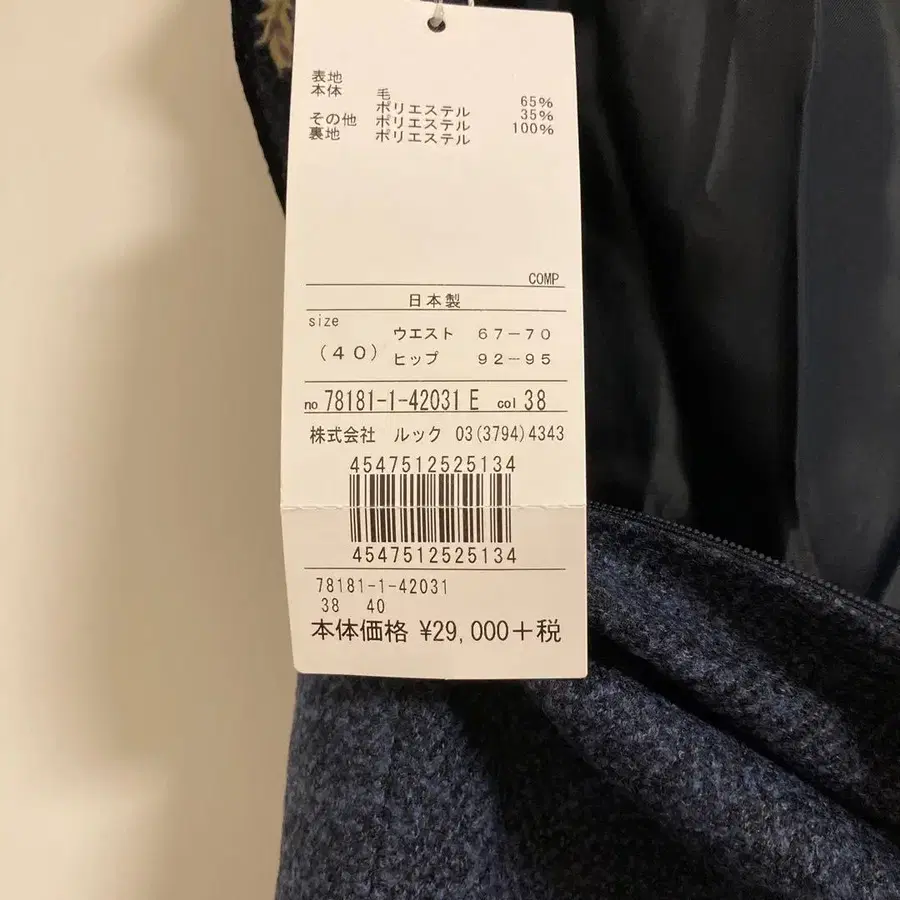 表地
本体 毛 65%
ポリエステル 35%
その他 ポリエステル 100%
裏地 ポリエステル
COMP
日本製
size
(40) ウエスト 67-70
ヒップ 92-95
no 78181-1-42031 E col 38
株式会社 ルック 03(3794)4343
4547512525134
4547512525134
78181-1-42031
38 40
本体価格 ¥29,000+税